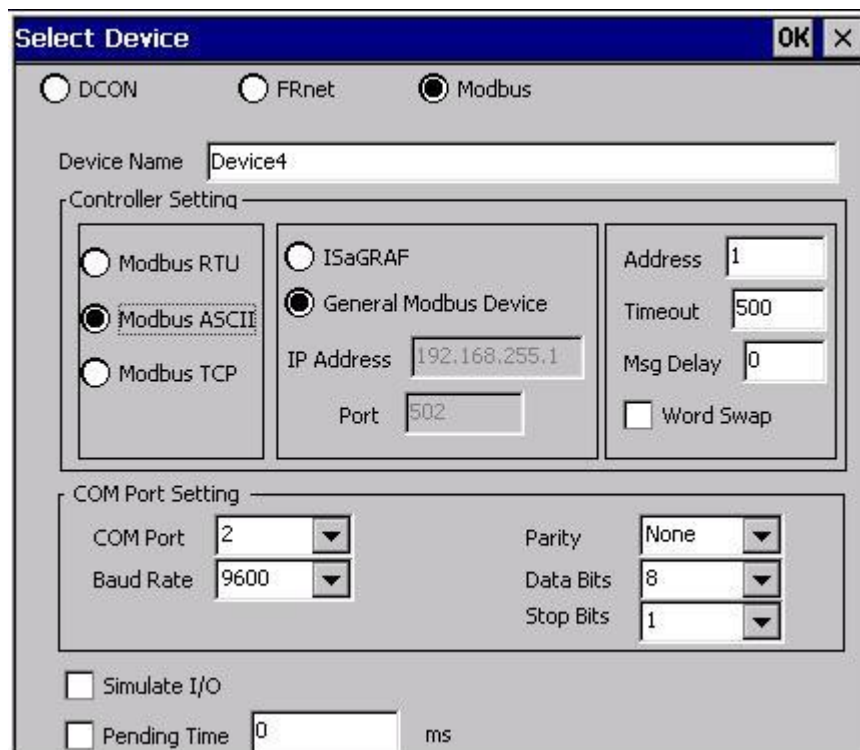 Select Device OK ×
DCON FRnet Modbus
Device Name Device4
Controller Setting
Modbus RTU
Modbus ASCII
Modbus TCP
ISaGRAF
General Modbus Device
IP Address 192.168.255.1
Port 502
Address 1
Timeout 500
Msg Delay 0
Word Swap
COM Port Setting
COM Port 2
Baud Rate 9600
Parity None
Data Bits 8
Stop Bits 1
Simulate I/O
Pending Time 0 ms